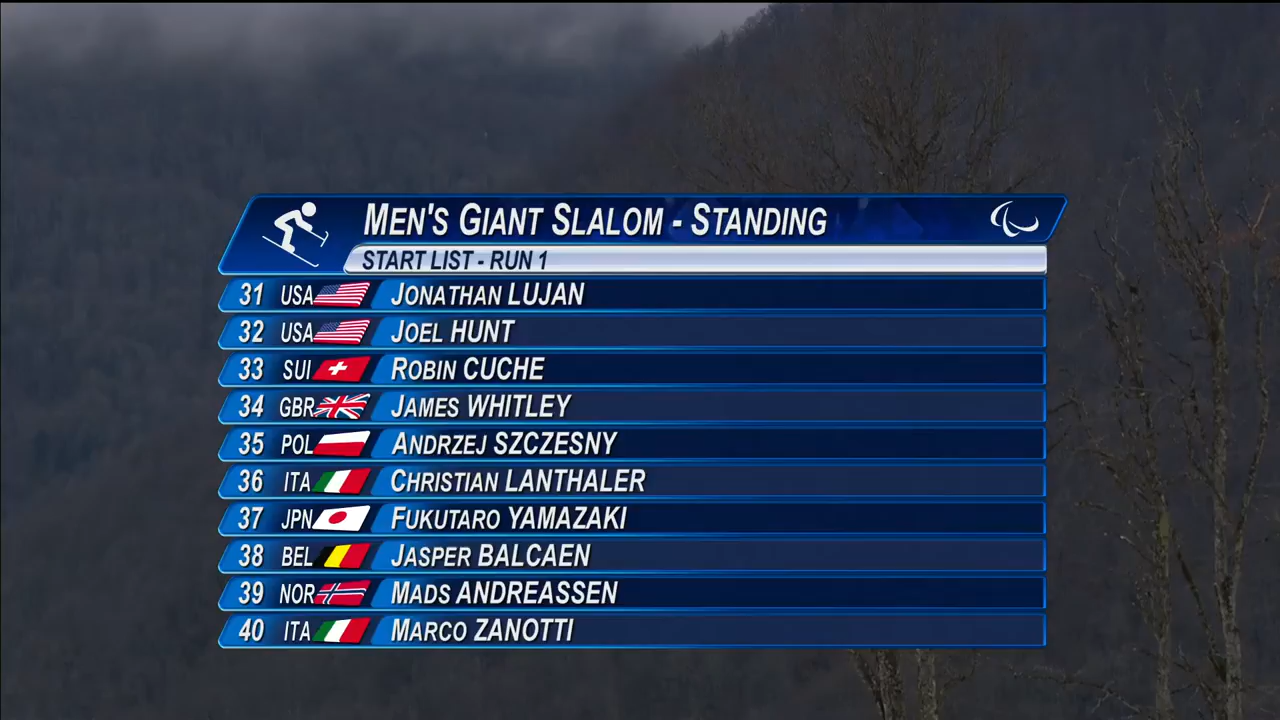 MEN'S GIANT SLALOM - STANDING
START LIST - RUN 1
31 USA JONATHAN LUJAN
32 USA JOEL HUNT
33 SUI ROBIN CUCHE
34 GBR JAMES WHITLEY
35 POL ANDRZEJ SZCZESNY
36 ITA CHRISTIAN LANTHALER
37 JPN FUKUTARO YAMAZAKI
38 BEL JASPER BALCAEN
39 NOR MADS ANDREASSEN
40 ITA MARCO ZANOTTI